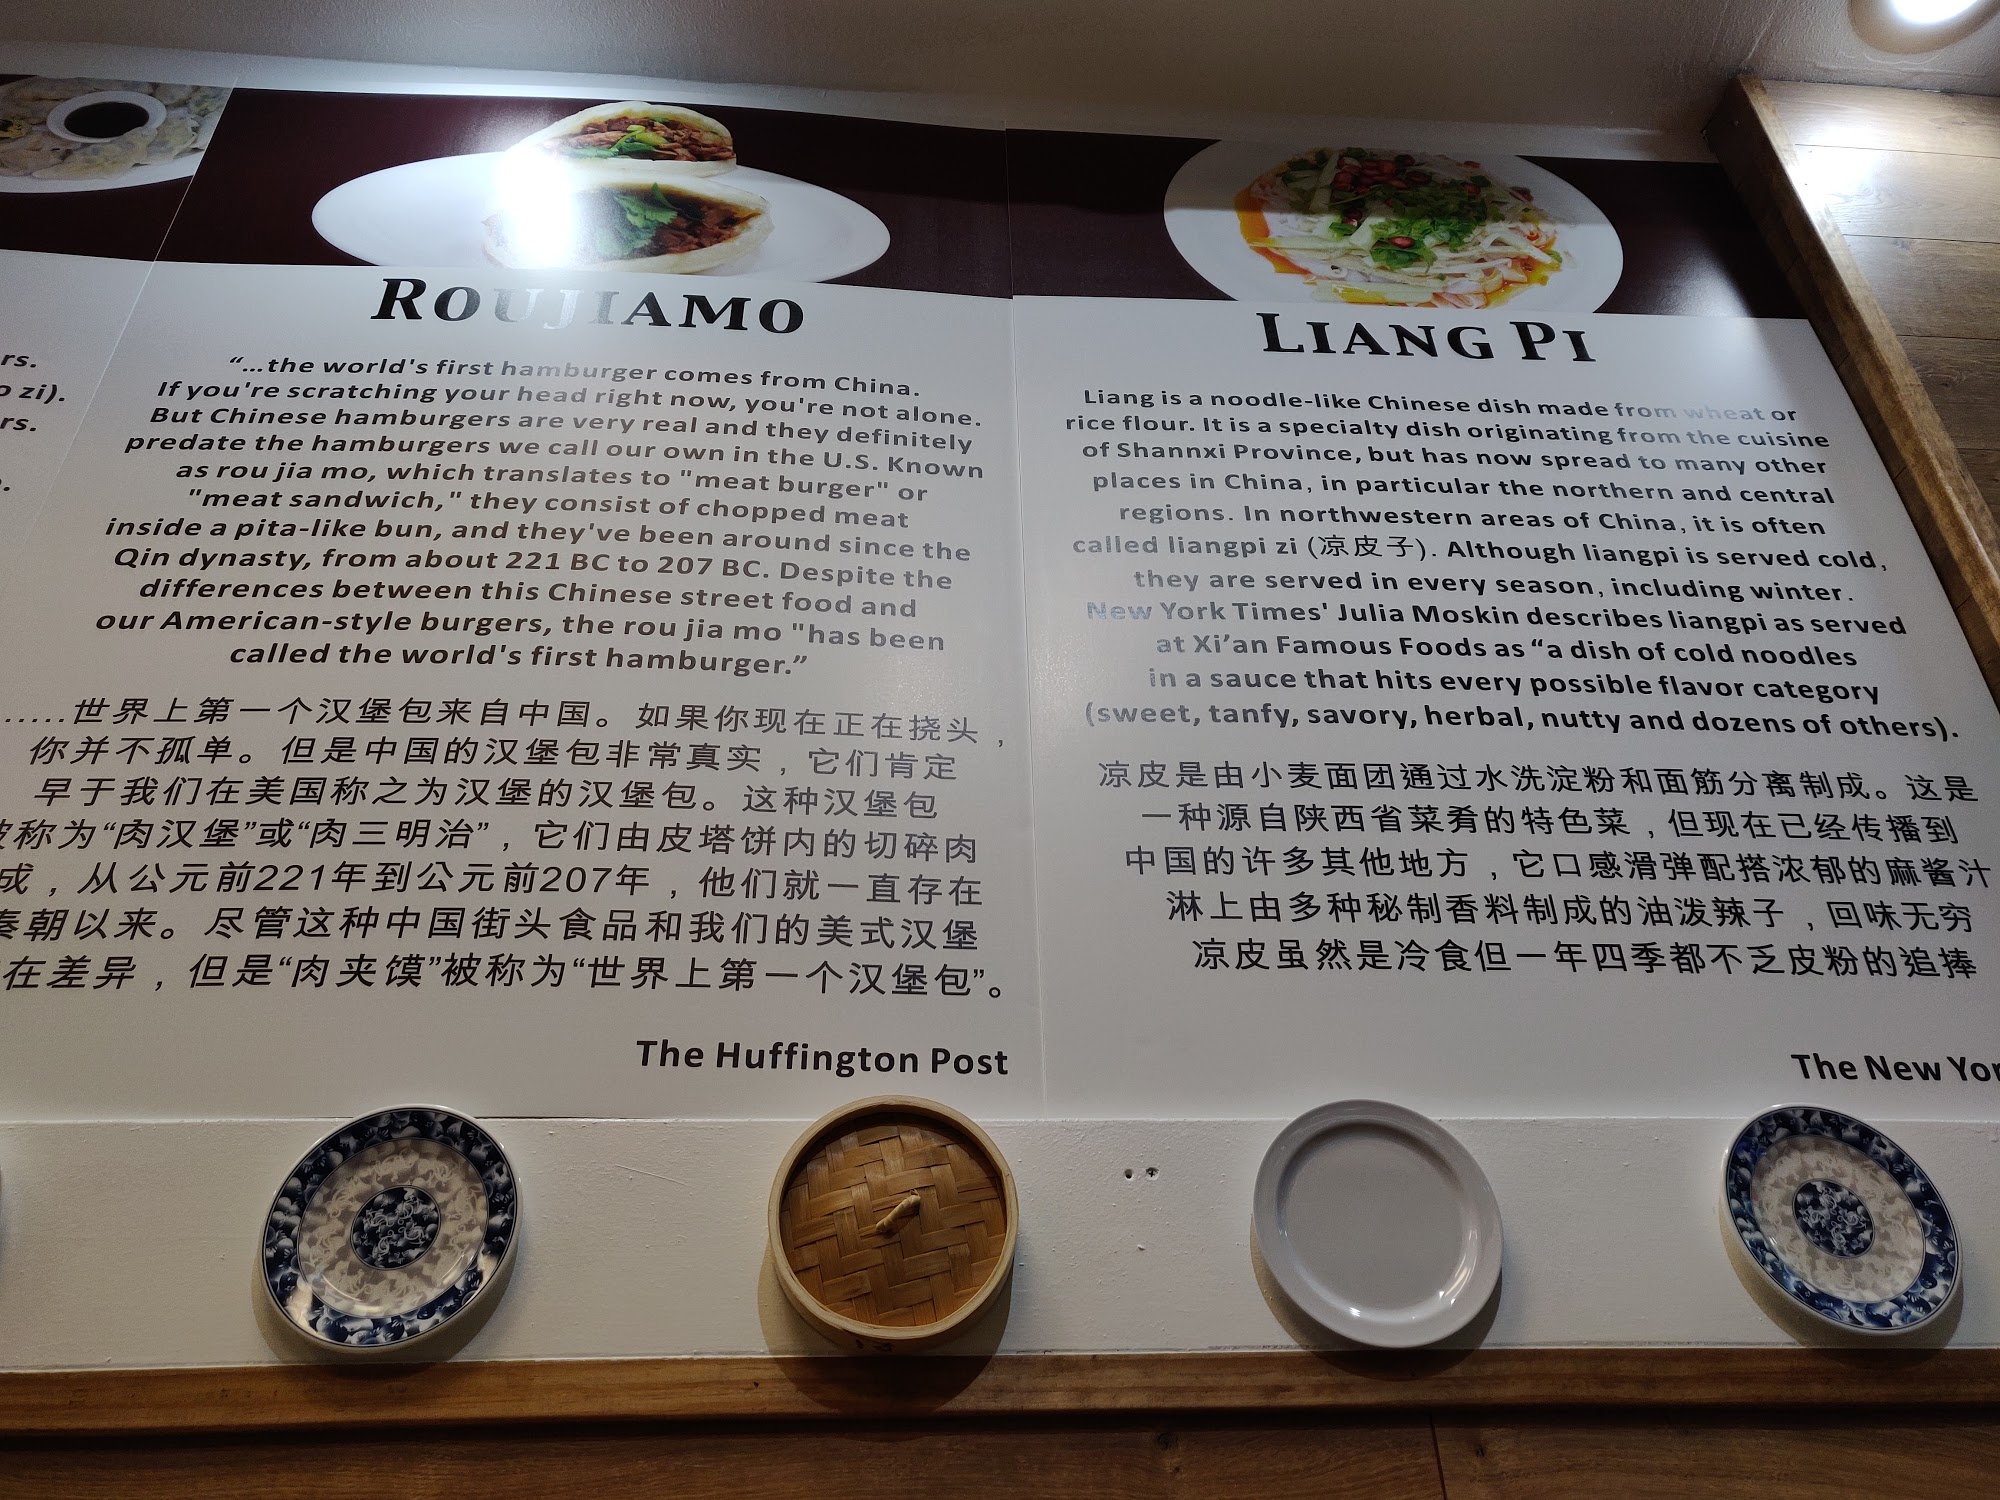 rs.
zi).
rs.
ROUJIAMO
“...the world's first hamburger comes from China.
If you're scratching your head right now, you're not alone.
But Chinese hamburgers are very real and they definitely
predate the hamburgers we call our own in the U.S. Known
as rou jia mo, which translates to "meat burger" or
"meat sandwich," they consist of chopped meat
inside a pita-like bun, and they've been around since the
Qin dynasty, from about 221 BC to 207 BC. Despite the
differences between this Chinese street food and
our American-style burgers, the rou jia mo "has been
called the world's first hamburger.”
……世界上第一个汉堡包来自中国。如果你现在正在挠头，
你并不孤单。但是中国的汉堡包非常真实，它们肯定
早于我们在美国称之为汉堡的汉堡包。这种汉堡包
被称为“肉汉堡”或“肉三明治”，它们由皮塔饼内的切碎肉
成，从公元前221年到公元前207年，他们就一直存在
秦朝以来。尽管这种中国街头食品和我们的美式汉堡
在差异，但是“肉夹馍”被称为“世界上第一个汉堡包”。
The Huffington Post
LIANG PI
Liang is a noodle-like Chinese dish made from wheat or
rice flour. It is a specialty dish originating from the cuisine
of Shannxi Province, but has now spread to many other
places in China, in particular the northern and central
regions. In northwestern areas of China, it is often
called liangpi zi (凉皮子). Although liangpi is served cold,
they are served in every season, including winter.
New York Times' Julia Moskin describes liangpi as served
at Xi’an Famous Foods as “a dish of cold noodles
in a sauce that hits every possible flavor category
(sweet, tanfy, savory, herbal, nutty and dozens of others).
凉皮是由小麦面团通过水洗淀粉和面筋分离制成。这是
一种源自陕西省菜肴的特色菜，但现在已经传播到
中国的许多其他地方，它口感滑弹配搭浓郁的麻酱汁
淋上由多种秘制香料制成的油泼辣子，回味无穷
凉皮虽然是冷食但一年四季都不乏皮粉的追捧
The New Yor